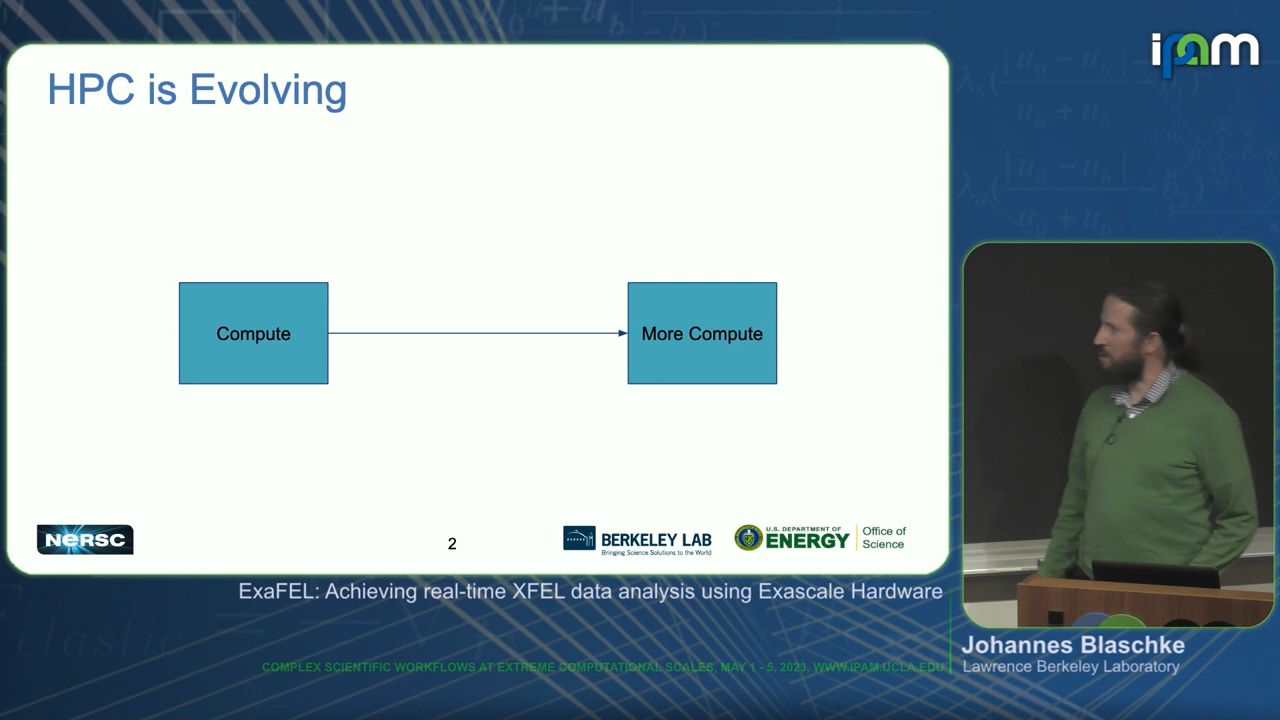 ipam
HPC is Evolving
Compute
More Compute
NERSC
2
BERKELEY LAB
Bringing Science Solutions to the World
U.S. DEPARTMENT OF
ENERGY
Office of
Science
ExaFEL: Achieving real-time XFEL data analysis using Exascale Hardware
Johannes Blaschke
Lawrence Berkeley Laboratory
COMPLEX SCIENTIFIC WORKFLOWS AT EXTREME COMPUTATIONAL SCALES, MAY 1 - 5, 2023, WWW.IPAM.UCLA.EDU
elastic